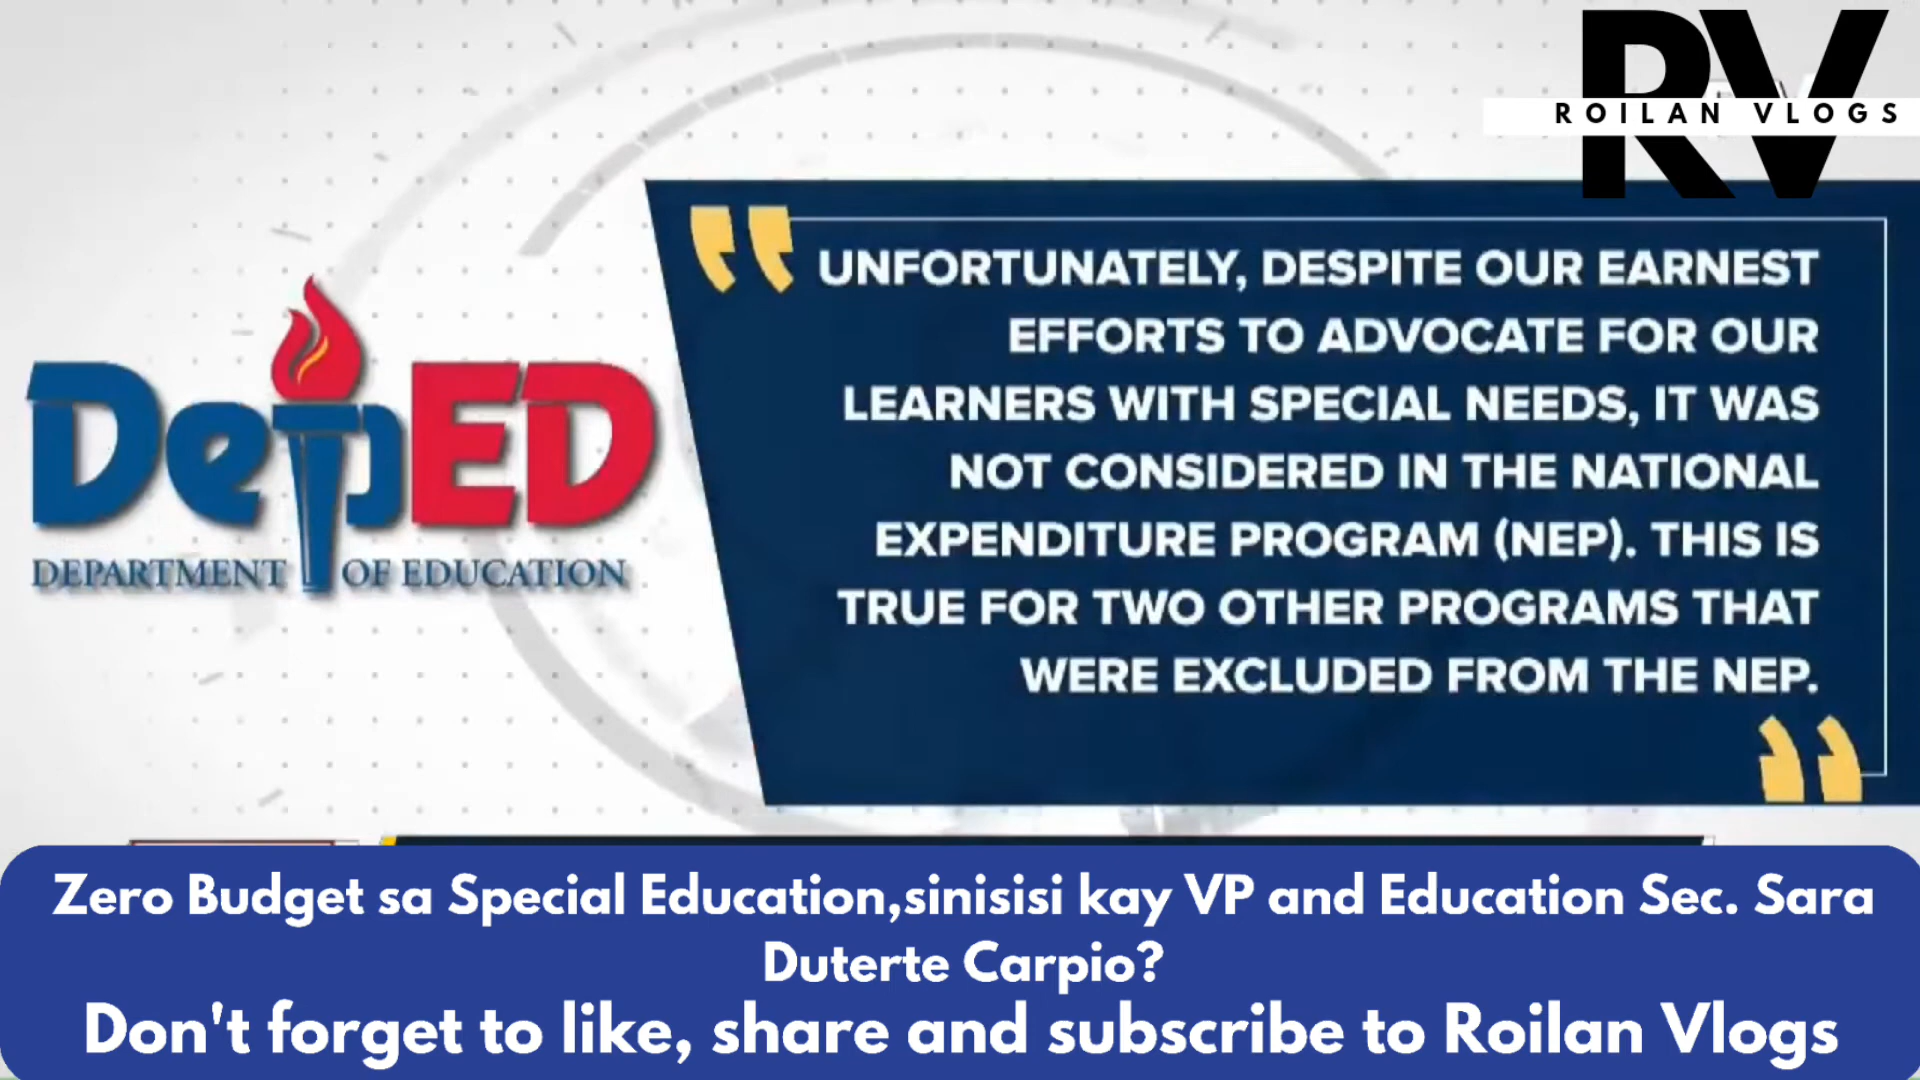 RV
ROILAN VLOGS
UNFORTUNATELY, DESPITE OUR EARNEST
EFFORTS TO ADVOCATE FOR OUR
LEARNERS WITH SPECIAL NEEDS, IT WAS
NOT CONSIDERED IN THE NATIONAL
EXPENDITURE PROGRAM (NEP). THIS IS
TRUE FOR TWO OTHER PROGRAMS THAT
WERE EXCLUDED FROM THE NEP.
DepED
DEPARTMENT OF EDUCATION
Zero Budget sa Special Education,sinisisi kay VP and Education Sec. Sara
Duterte Carpio?
Don't forget to like, share and subscribe to Roilan Vlogs